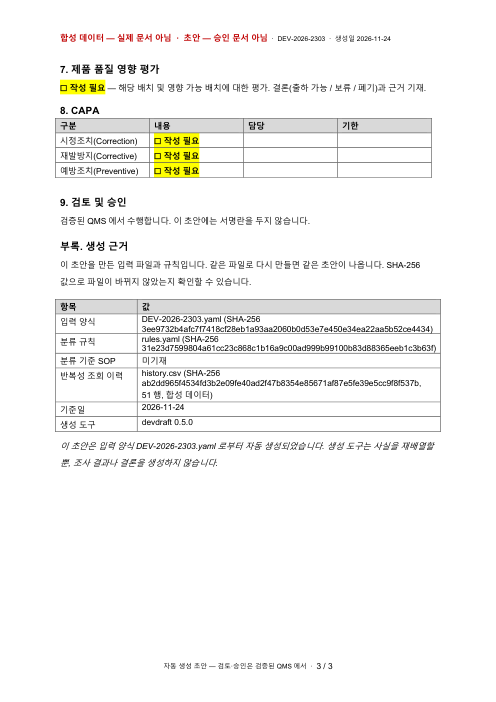 합성 데이터 — 실제 문서 아님 · 초안 — 승인 문서 아님 · DEV-2026-2303 · 생성일 2026-11-24
7. 제품 품질 영향 평가
☐ 작성 필요 — 해당 배치 및 영향 가능 배치에 대한 평가. 결론(출하 가능 / 보류 / 폐기)과 근거 기재.
8. CAPA
구분 내용 담당 기한
시정조치(Correction) ☐ 작성 필요
재발방지(Corrective) ☐ 작성 필요
예방조치(Preventive) ☐ 작성 필요
9. 검토 및 승인
검증된 QMS 에서 수행합니다. 이 초안에는 서명란을 두지 않습니다.
부록. 생성 근거
이 초안을 만든 입력 파일과 규칙입니다. 같은 파일로 다시 만들면 같은 초안이 나옵니다. SHA-256
값으로 파일이 바뀌지 않았는지 확인할 수 있습니다.
항목 값
입력 양식 DEV-2026-2303.yaml (SHA-256
3ee9732b4afc7f7418cf28eb1a93aa2060b0d53e7e450e34ea22aa5b52ce4434)
분류 규칙 rules.yaml (SHA-256
31e23d7599804a61cc23c868c1b16a9c00ad999b99100b83d88365eeb1c3b63f)
분류 기준 SOP 미기재
반복성 조회 이력 history.csv (SHA-256
ab2dd965f4534fd3b2e09fe40ad2f47b8354e85671af87e5fe39e5cc9f8f537b,
51 행, 합성 데이터)
기준일 2026-11-24
생성 도구 devdraft 0.5.0
이 초안은 입력 양식 DEV-2026-2303.yaml 로부터 자동 생성되었습니다. 생성 도구는 사실을 재배열할
뿐, 조사 결과나 결론을 생성하지 않습니다.
자동 생성 초안 — 검토·승인은 검증된 QMS 에서 · 3 / 3